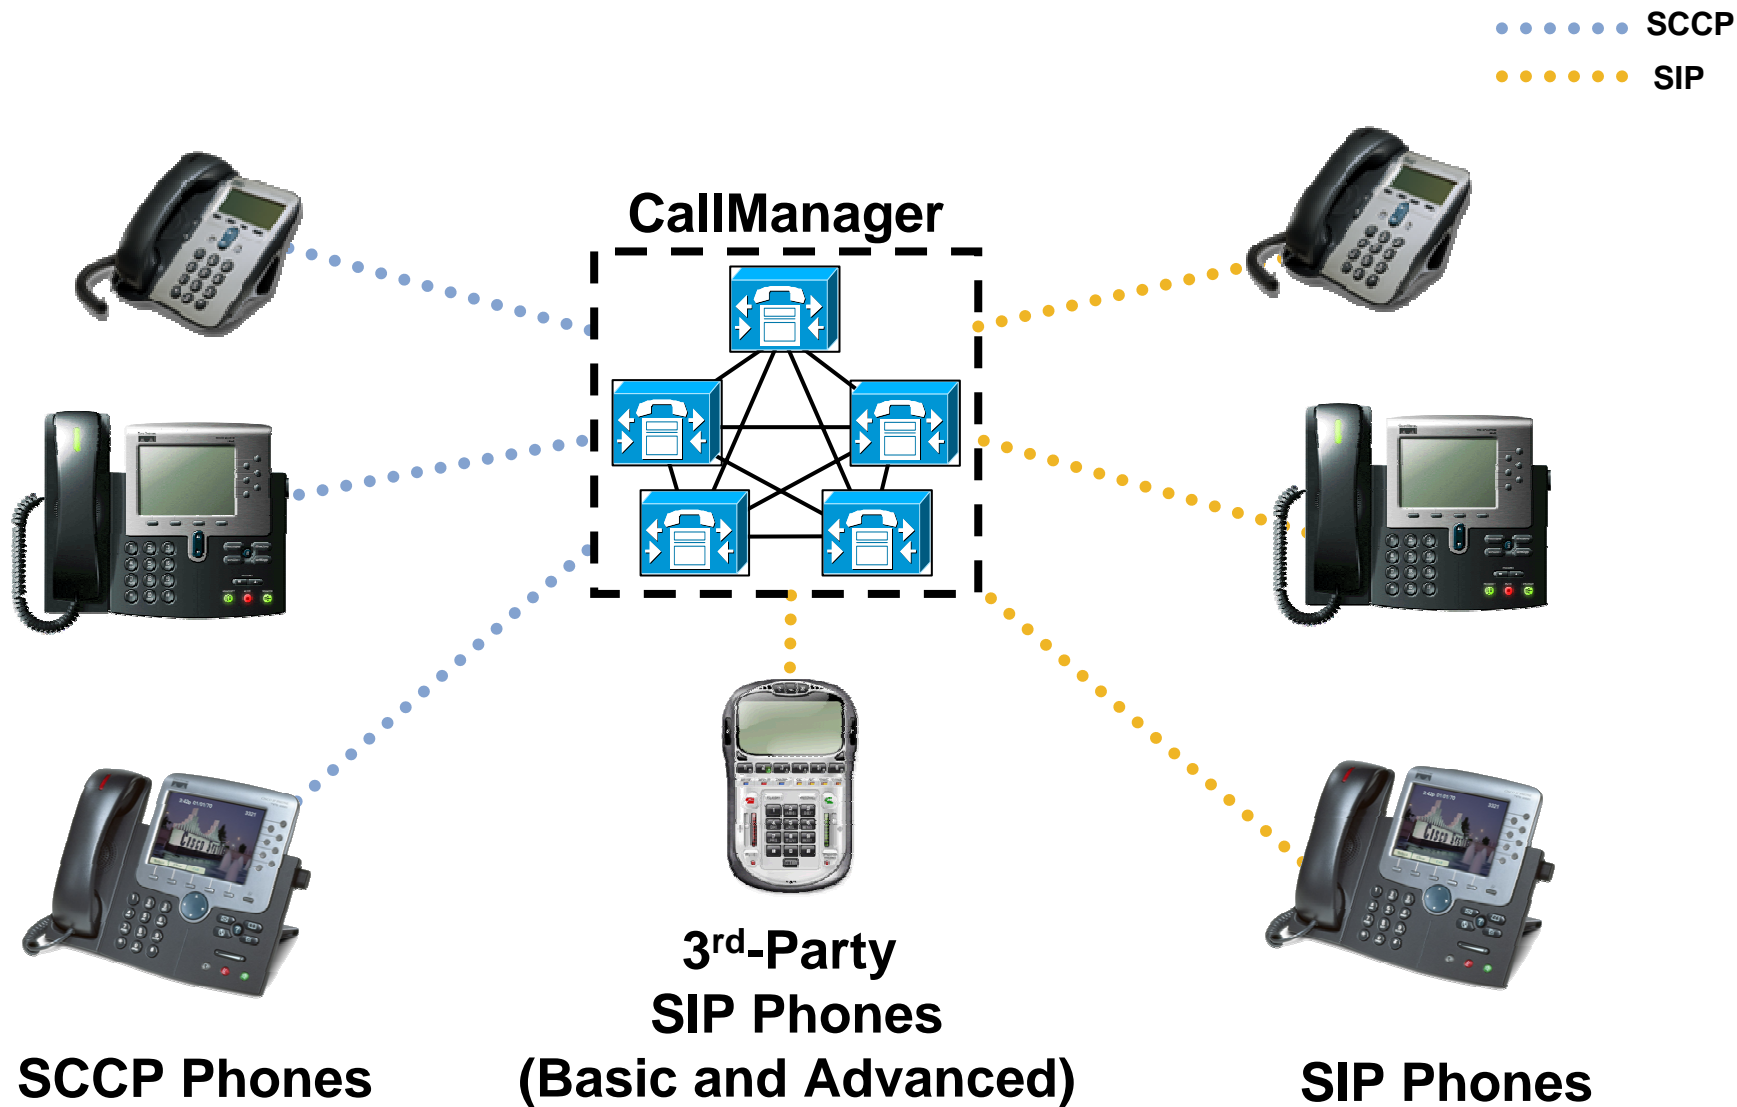 SCCP
SIP
CallManager
3rd-Party
SIP Phones
(Basic and Advanced)
SCCP Phones
SIP Phones